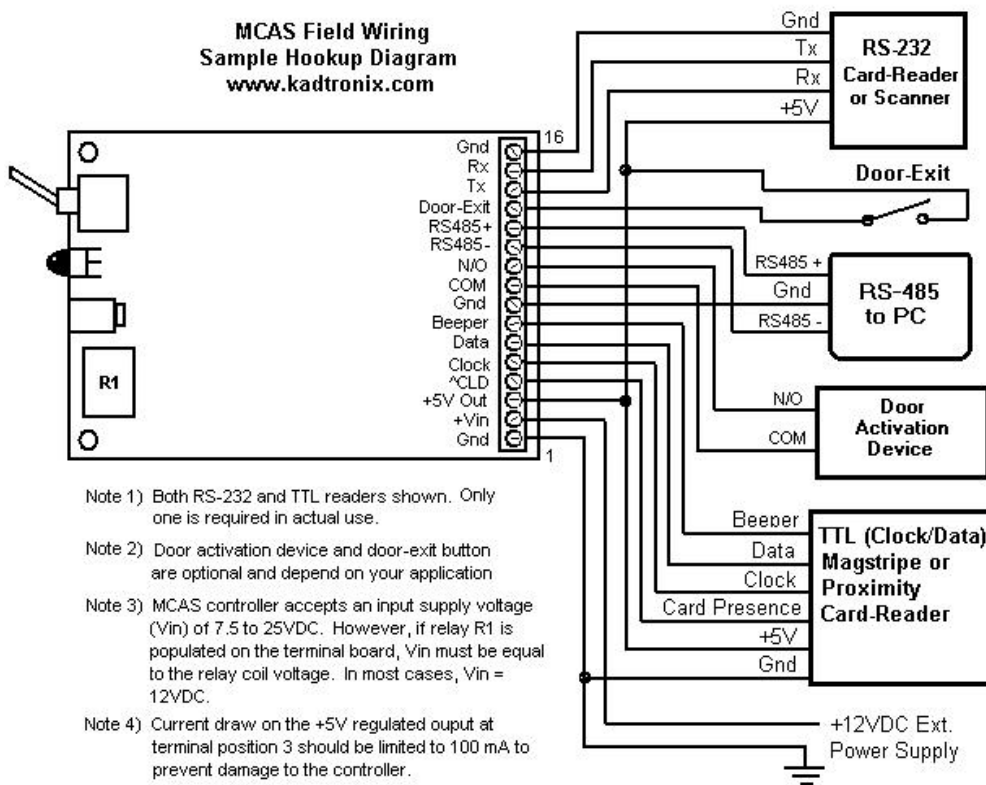 MCAS Field Wiring
Sample Hookup Diagram
www.kadtronix.com
16
Gnd
Rx
Tx
Door-Exit
RS485+
RS485-
N/O
COM
Gnd
Beeper
Data
Clock
^CLD
+5V Out
+Vin
Gnd
1
R1
Gnd
Tx
Rx
+5V
RS-232
Card-Reader
or Scanner
Door-Exit
RS485 +
Gnd
RS485 -
RS-485
to PC
N/O
COM
Door
Activation
Device
Beeper
Data
Clock
Card Presence
+5V
Gnd
TTL (Clock/Data)
Magstripe or
Proximity
Card-Reader
+12VDC Ext.
Power Supply
Note 1) Both RS-232 and TTL readers shown. Only
one is required in actual use.
Note 2) Door activation device and door-exit button
are optional and depend on your application
Note 3) MCAS controller accepts an input supply voltage
(Vin) of 7.5 to 25VDC. However, if relay R1 is
populated on the terminal board, Vin must be equal
to the relay coil voltage. In most cases, Vin =
12VDC.
Note 4) Current draw on the +5V regulated ouput at
terminal position 3 should be limited to 100 mA to
prevent damage to the controller.